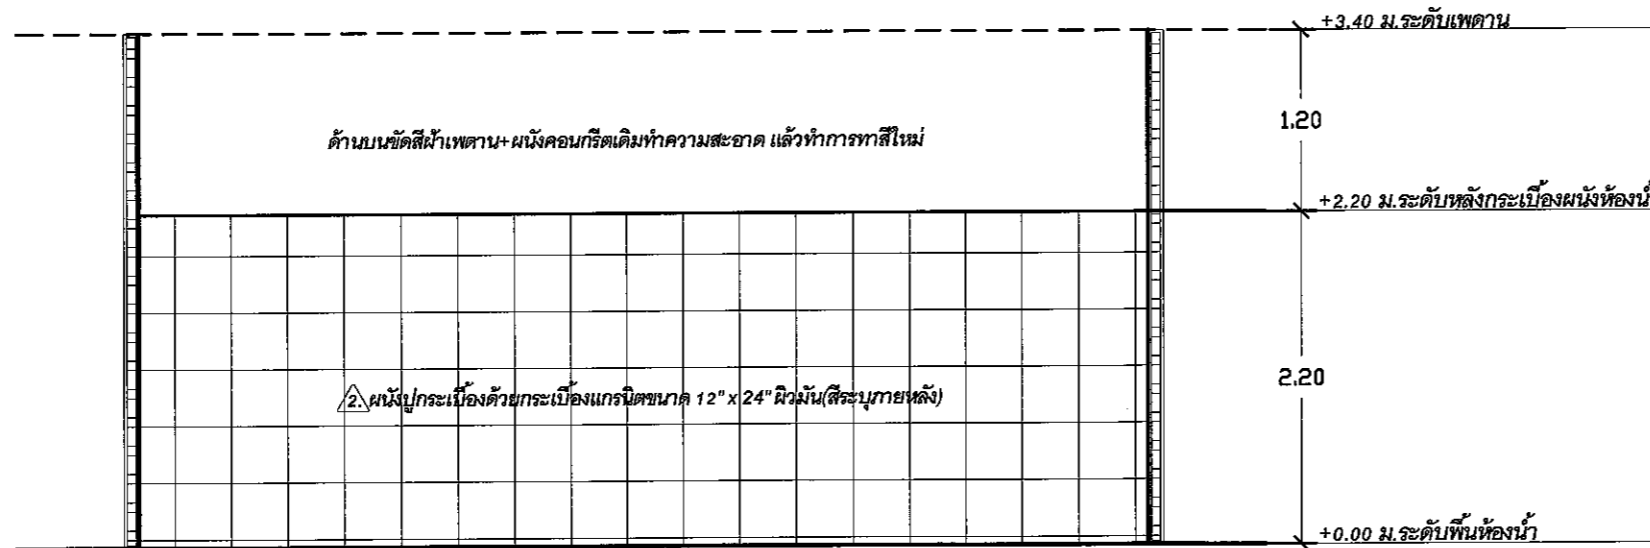 +3.40 ม.ระดับเพดาน
1.20
ด้านบนขัดสีฝ้าเพดาน+ผนังคอนกรีตเดิมทำความสะอาด แล้วทำการทาสีใหม่
+2.20 ม.ระดับหลังกระเบื้องผนังห้องน้ำ
2.20
2. ผนังปูกระเบื้องด้วยกระเบื้องแกรนิตขนาด 12" x 24" ผิวมัน(สีระบุภายหลัง)
+0.00 ม.ระดับพื้นห้องน้ำ